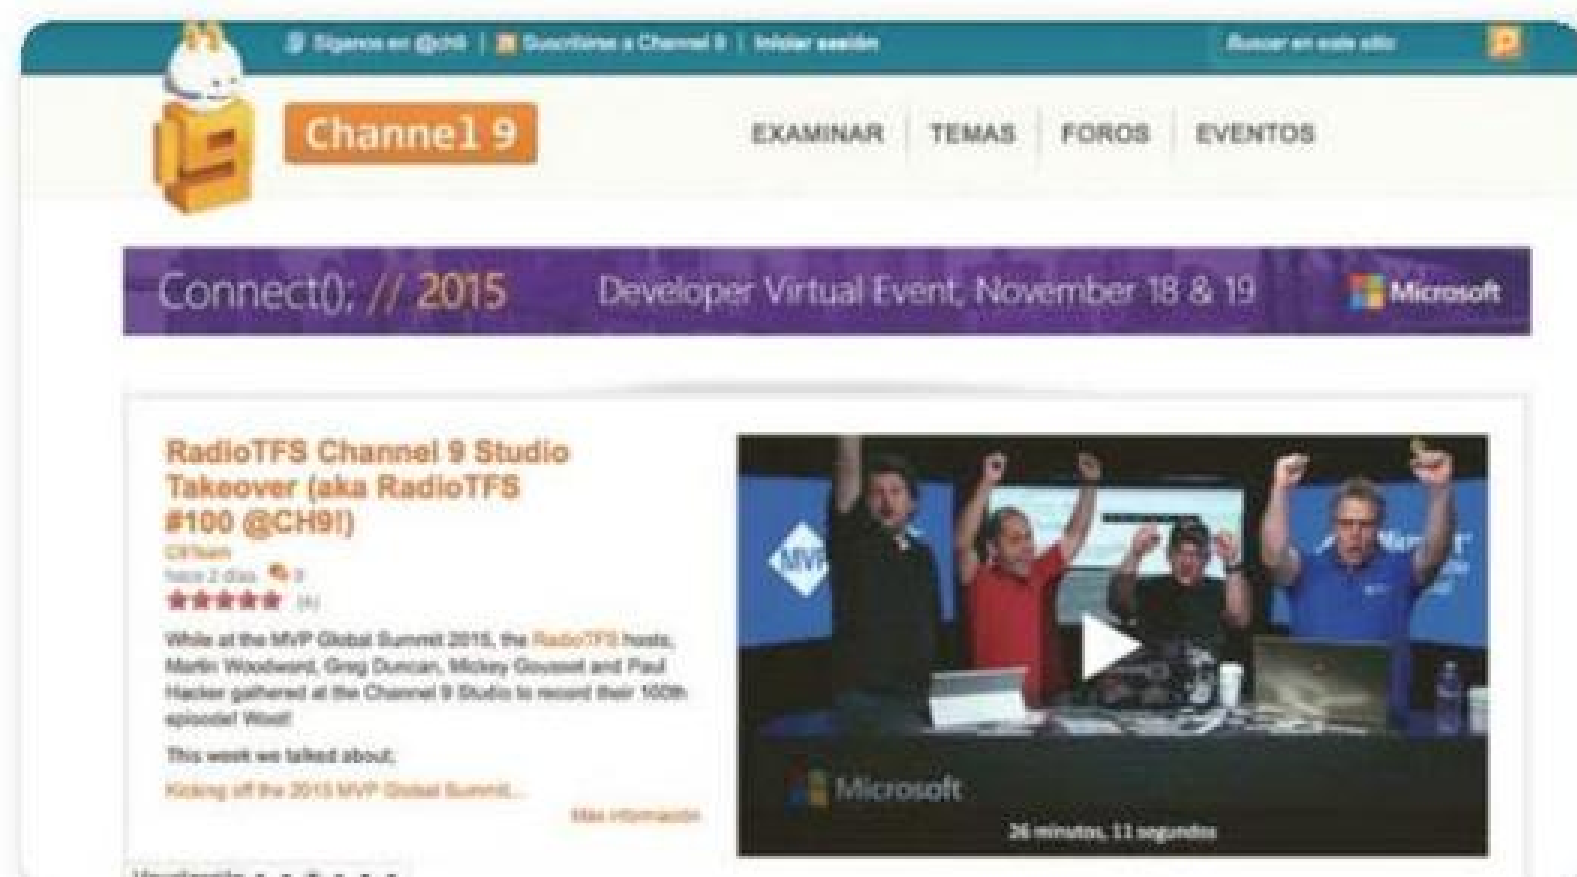 Síganos en @ch9 | Suscribirse a Channel 9 | Iniciar sesión
Buscar en este sitio
9
Channel 9
EXAMINAR
TEMAS
FOROS
EVENTOS
Connect(); // 2015
Developer Virtual Event, November 18 & 19
Microsoft
RadioTFS Channel 9 Studio
Takeover (aka RadioTFS
#100 @CH9!)
C9Team
hace 2 días
While at the MVP Global Summit 2015, the RadioTFS hosts,
Martin Woodward, Greg Duncan, Mickey Gousset and Paul
Hacker gathered at the Channel 9 Studio to record their 100th
episode! Woot!
This week we talked about;
Kicking off the 2015 MVP Global Summit...
Más información
MVP
Microsoft
Microsoft
26 minutos, 11 segundos